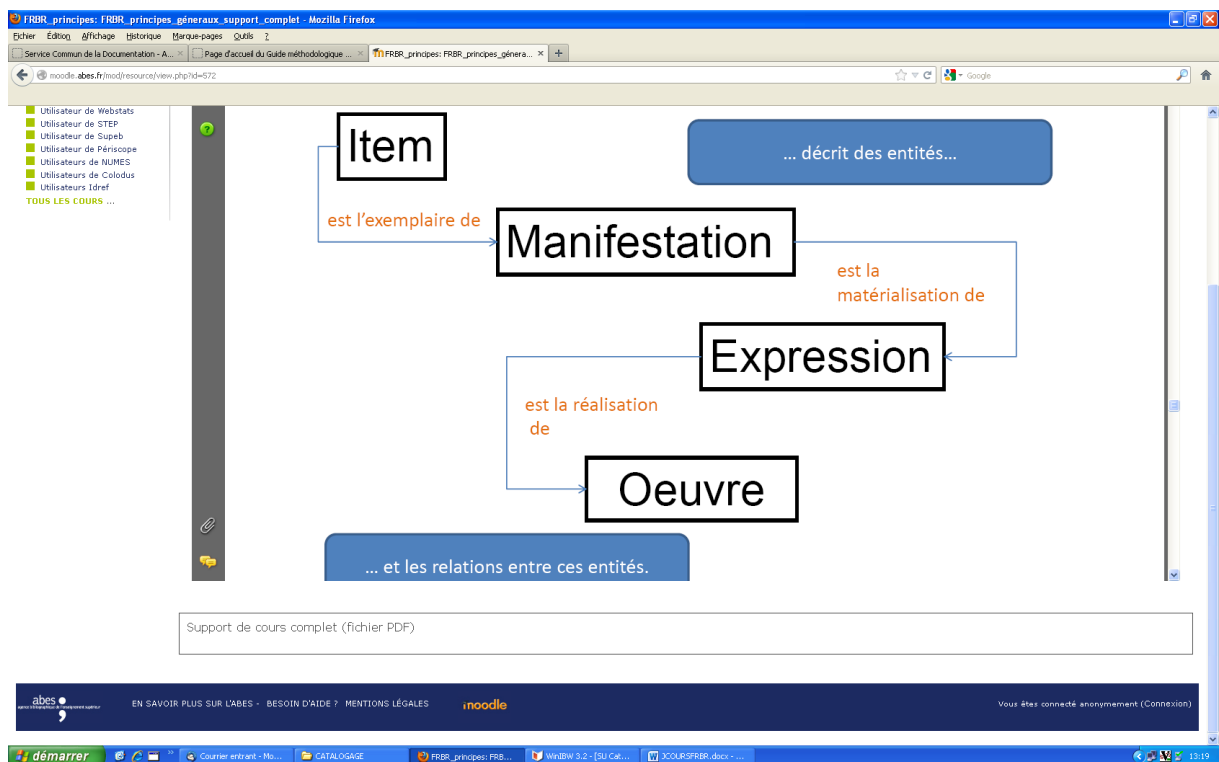 FRBR_principes: FRBR_principes_géneraux_support_complet - Mozilla Firefox
Fichier Édition Affichage Historique Marque-pages Outils ?
Service Commun de la Documentation - A... Page d'accueil du Guide méthodologique ... FRBR_principes: FRBR_principes_génera...
moodle.abes.fr/mod/resource/view.php?id=572 Google
Utilisateur de Webstats
Utilisateur de STEP
Utilisateur de Supeb
Utilisateur de Périscope
Utilisateurs de NUMES
Utilisateurs de Colodus
Utilisateurs Idref
TOUS LES COURS ...
Item
... décrit des entités...
est l'exemplaire de
Manifestation
est la
matérialisation de
Expression
est la réalisation
de
Oeuvre
... et les relations entre ces entités.
Support de cours complet (fichier PDF)
abes
EN SAVOIR PLUS SUR L'ABES - BESOIN D'AIDE ? MENTIONS LÉGALES moodle Vous êtes connecté anonymement (Connexion)
démarrer Courrier entrant - Mo... CATALOGAGE FRBR_principes: FRB... WinIBW 3.2 - [SU Cat... JCOURSFRBR.docx - ... 13:19